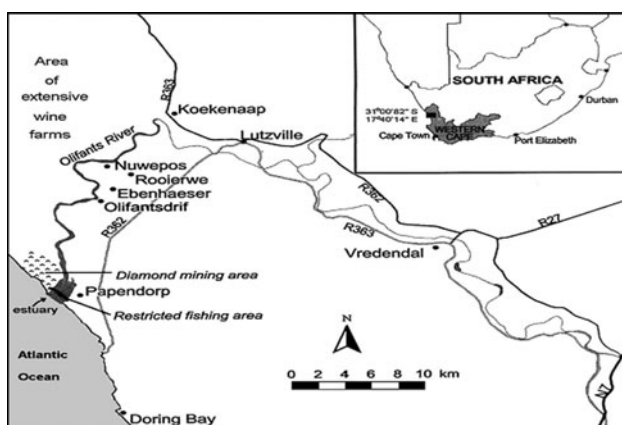 Area
of
extensive
wine
farms
R363
Koekenaap
Lutzville
Olifants River
Nuwepos
Rooierwe
Ebenhaeser
Olifantsdrif
R362
Diamond mining area
Papendorp
estuary
Restricted fishing area
Atlantic
Ocean
Doring Bay
R362
R363
Vredendal
R27
N7
N
0 2 4 6 8 10 km
SOUTH AFRICA
31°00'82" S
17°40'14" E
Durban
WESTERN
CAPE
Cape Town
Port Elizabeth